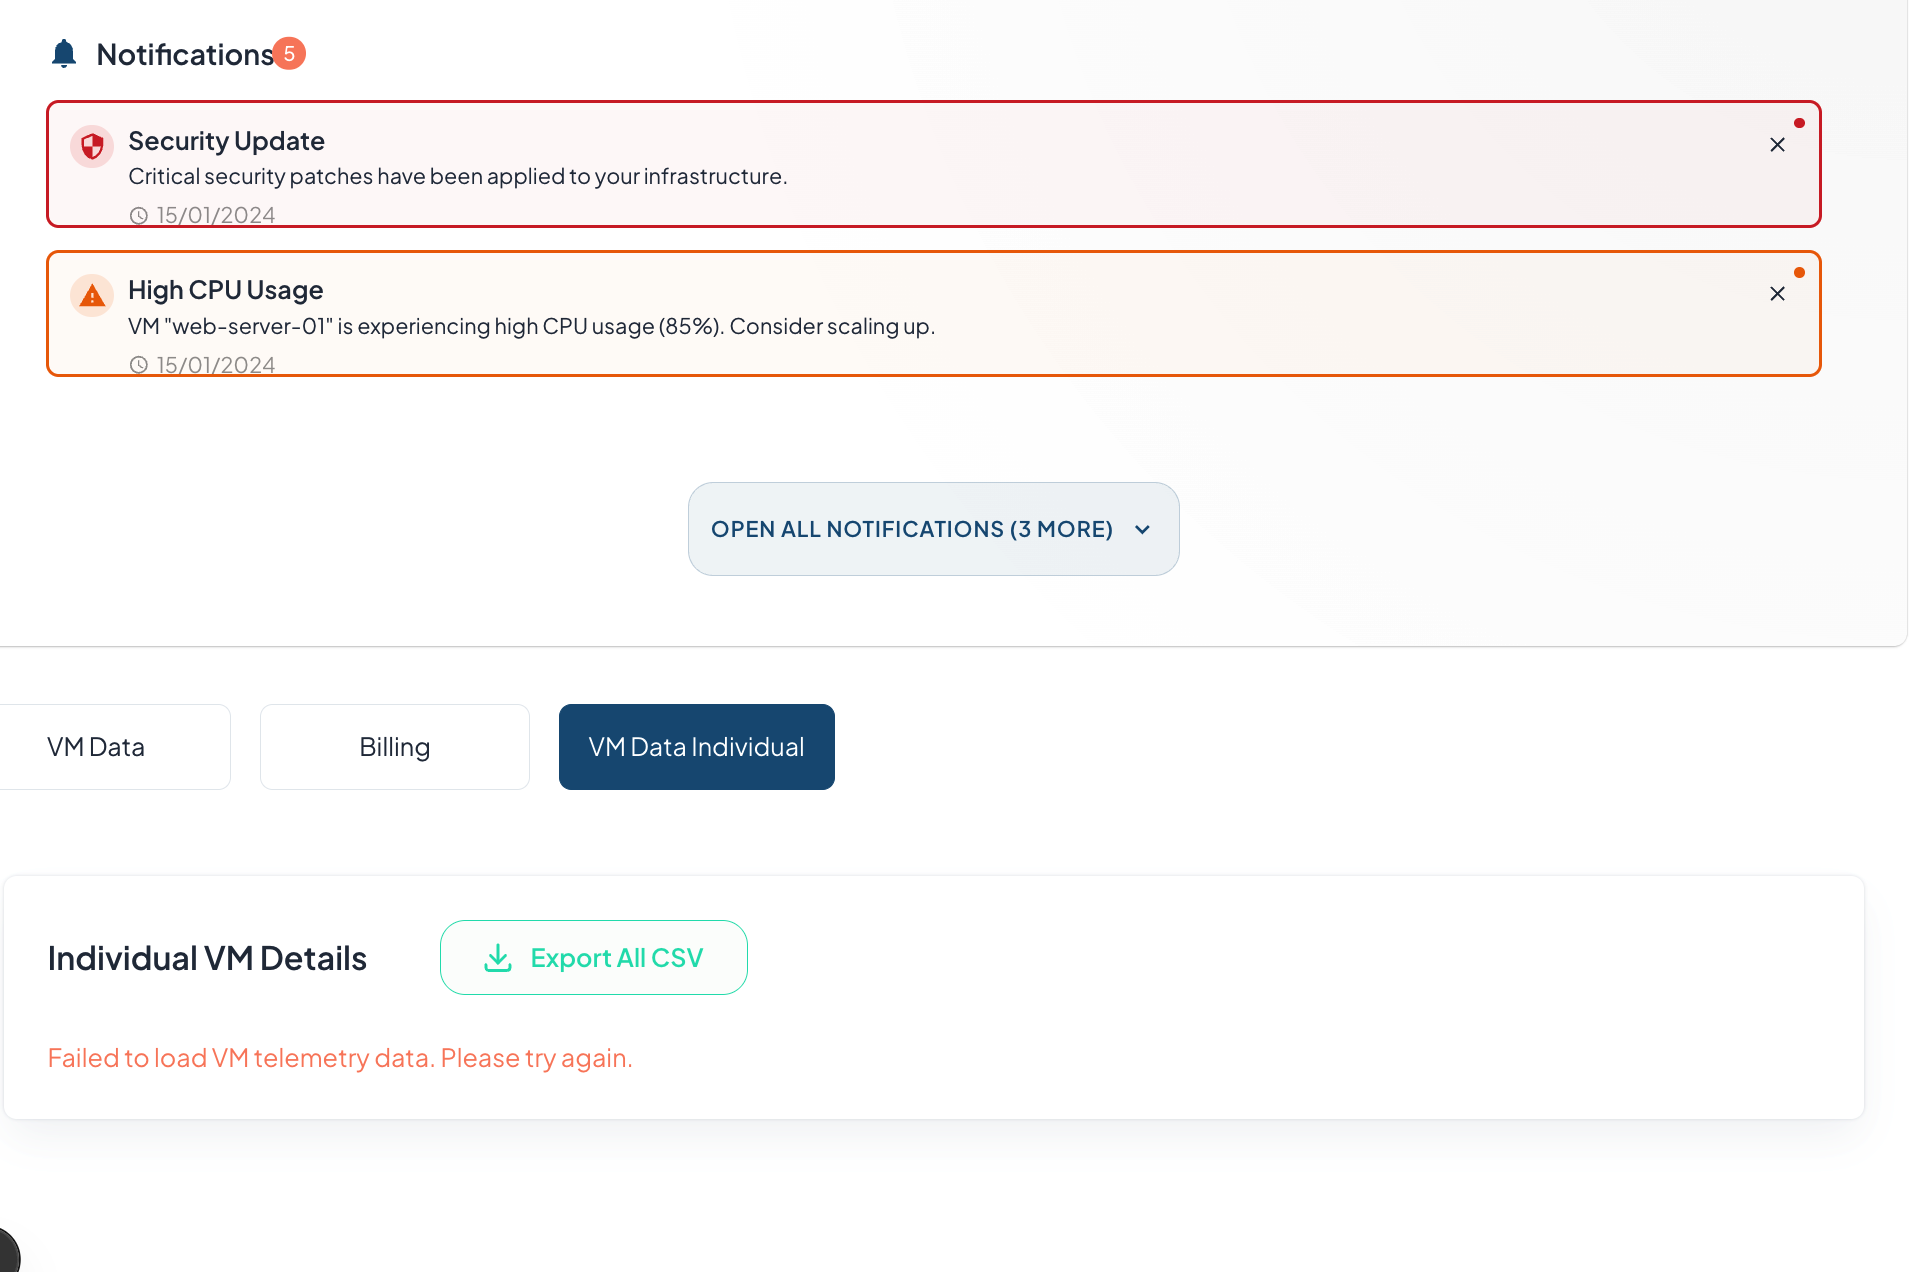 Notifications 5
Security Update
Critical security patches have been applied to your infrastructure.
15/01/2024
High CPU Usage
VM "web-server-01" is experiencing high CPU usage (85%). Consider scaling up.
15/01/2024
OPEN ALL NOTIFICATIONS (3 MORE)
VM Data
Billing
VM Data Individual
Individual VM Details
Export All CSV
Failed to load VM telemetry data. Please try again.